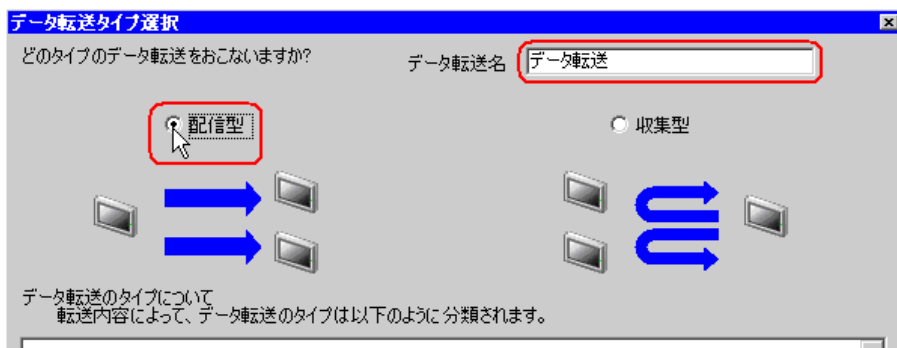 データ転送タイプ選択
どのタイプのデータ転送をおこないますか?
データ転送名 データ転送
配信型 収集型
データ転送のタイプについて
転送内容によって、データ転送のタイプは以下のように分類されます。